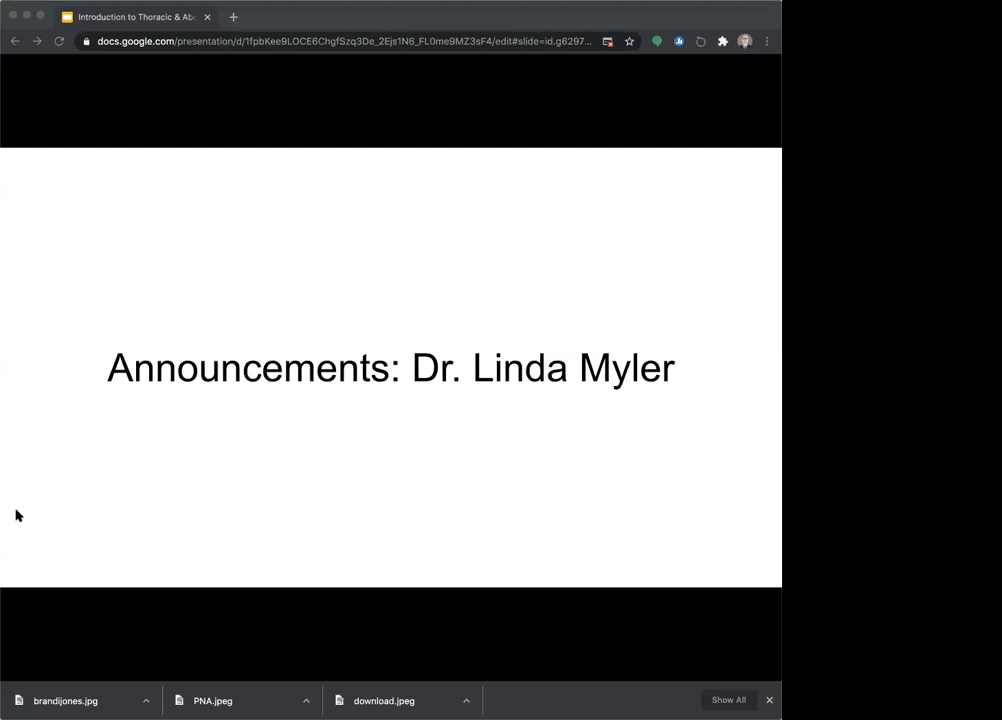 Introduction to Thoracic & Ab
docs.google.com/presentation/d/1fpbKee9LOCE6ChgfSzq3De_2Ejs1N6_FL0me9MZ3sF4/edit#slide=id.g6297...
Announcements: Dr. Linda Myler
brandijones.jpg
PNA.jpeg
download.jpeg
Show All